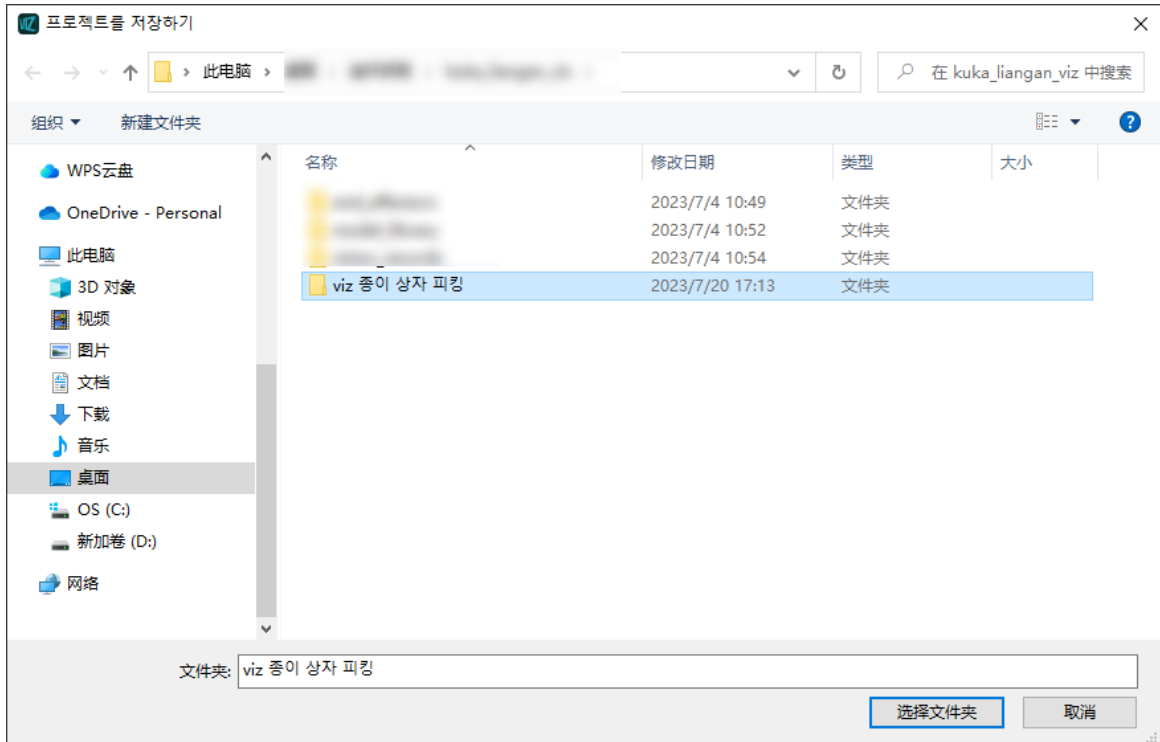 VIZ 프로젝트를 저장하기
此电脑
在 kuka_liangan_viz 中搜索
组织 新建文件夹
名称 修改日期 类型 大小
2023/7/4 10:49 文件夹
2023/7/4 10:52 文件夹
2023/7/4 10:54 文件夹
viz 종이 상자 피킹 2023/7/20 17:13 文件夹
WPS云盘
OneDrive - Personal
此电脑
3D 对象
视频
图片
文档
下载
音乐
桌面
OS (C:)
新加卷 (D:)
网络
文件夹: viz 종이 상자 피킹
选择文件夹 取消